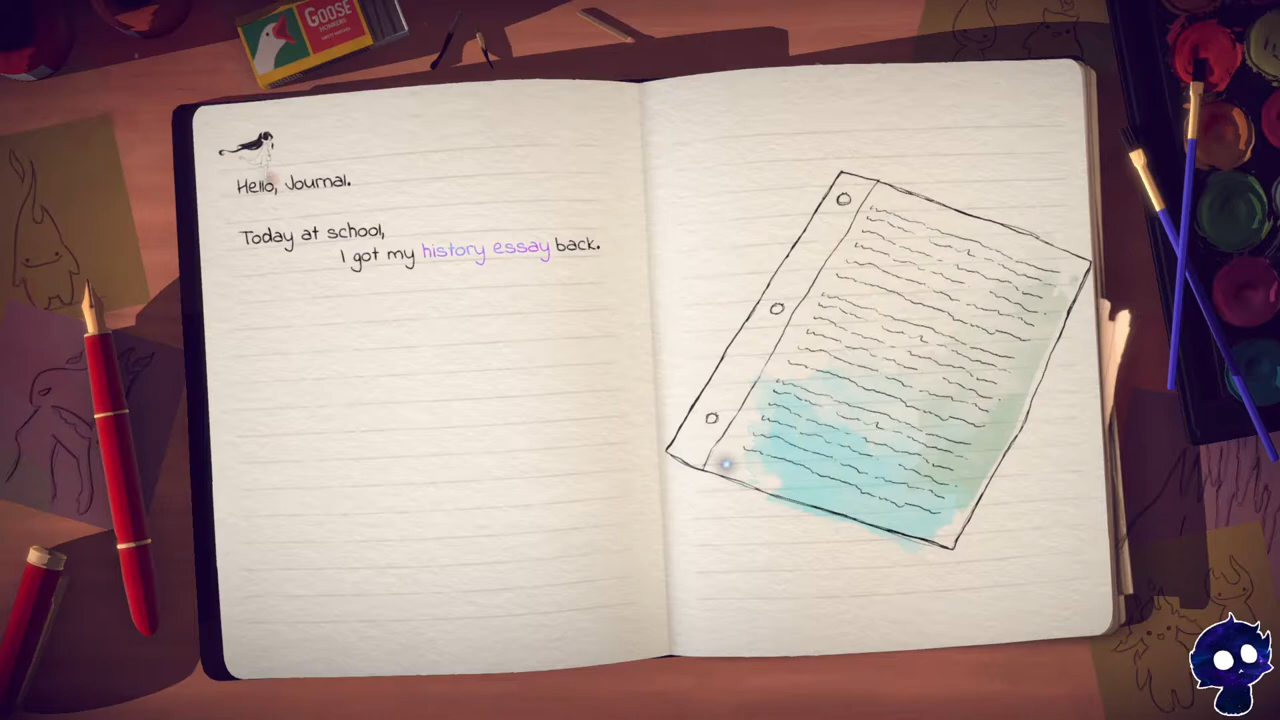 GOOSE
Hello, Journal.
Today at school,
I got my history essay back.